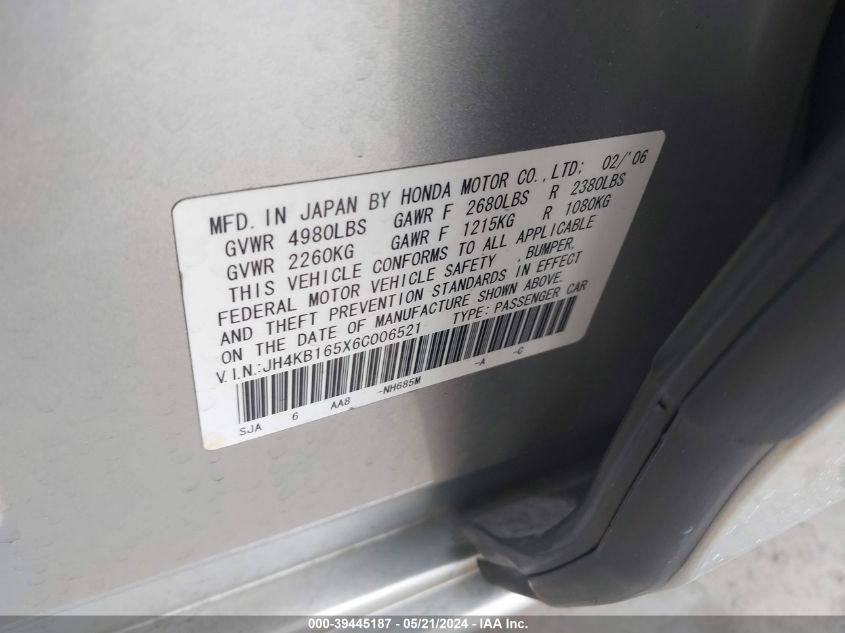 MFD. IN JAPAN BY HONDA MOTOR CO.,LTD; 02/'06
GVWR 4980LBS GAWR F 2680LBS R 2380LBS
GVWR 2260KG GAWR F 1215KG R 1080KG
THIS VEHICLE CONFORMS TO ALL APPLICABLE
FEDERAL MOTOR VEHICLE SAFETY ,BUMPER,
AND THEFT PREVENTION STANDARDS IN EFFECT
ON THE DATE OF MANUFACTURE SHOWN ABOVE.
V.I.N.:JH4KB165X6C006521 TYPE: PASSENGER CAR
SJA 6 AA8 -NH685M -A -C
000-39445187 - 05/21/2024 - IAA Inc.